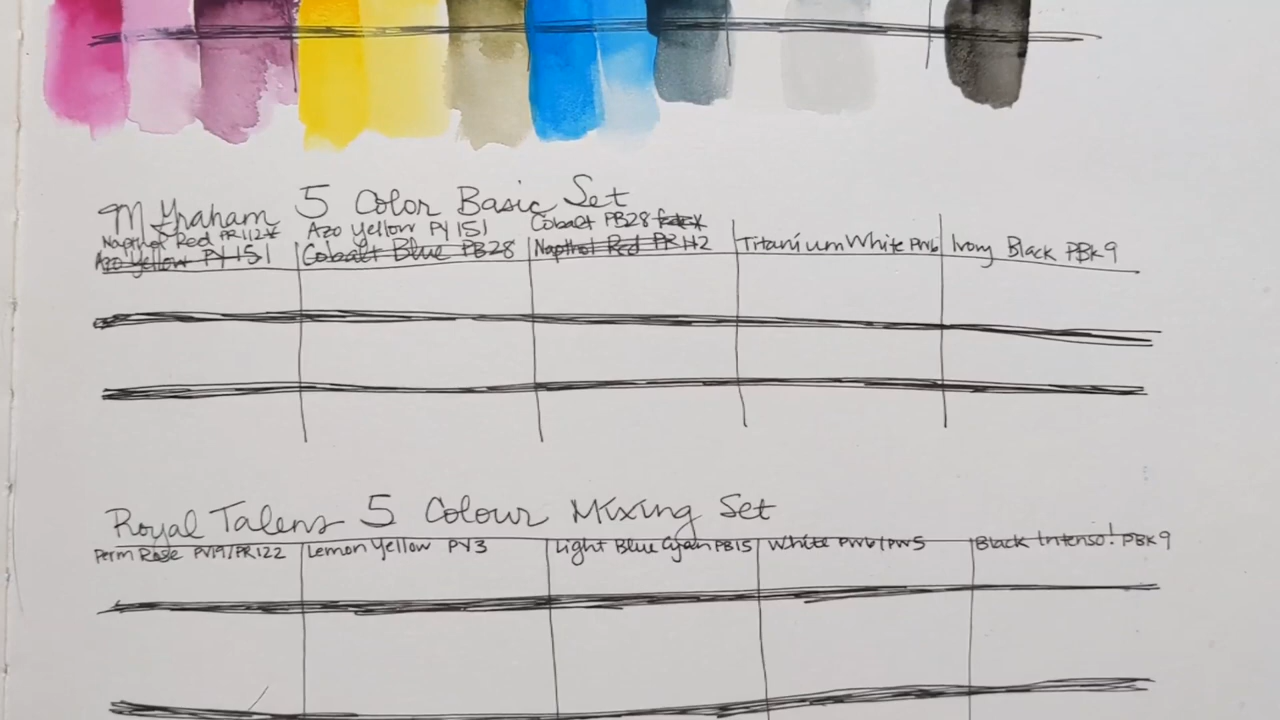 M Graham 5 Color Basic Set
Napthol Red PR112 Azo Yellow PY151 Cobalt PB28
Azo Yellow PY151 Cobalt Blue PB28 Napthol Red PR112 Titanium White PW6 Ivory Black PBk9
Royal Talens 5 Colour Mixing Set
Perm Rose PV19/PR122 Lemon Yellow PY3 Light Blue Cyan PB15 White PW6/PW5 Black Intenso! PBK9